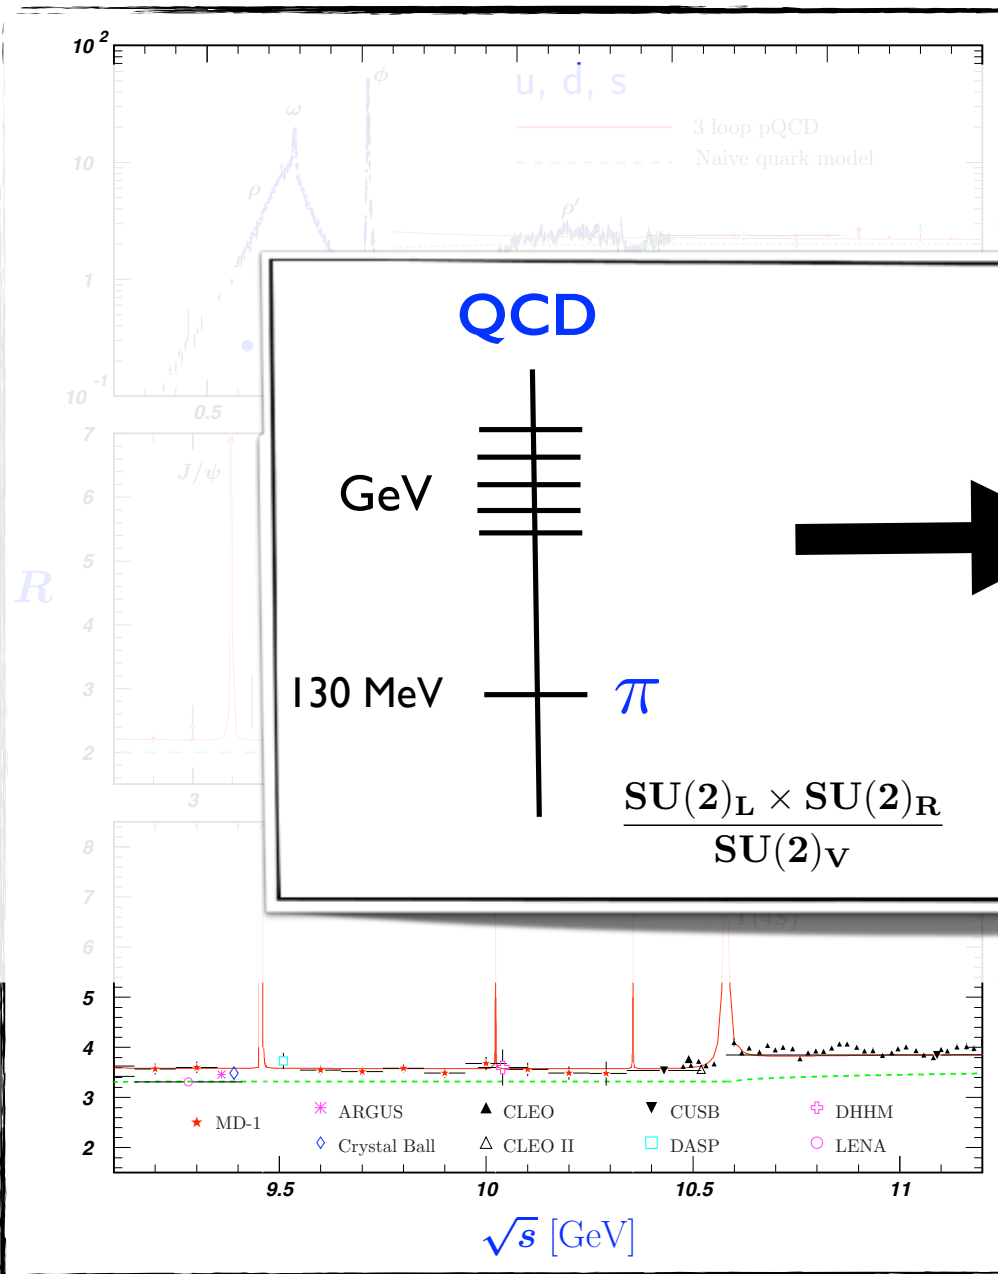 10 2
ϕ
u, d, s
ω
3 loop pQCD
10
Naive quark model
ρ
ρ′
1
QCD
10 -1
0.5
7
J/ψ
6
GeV
5
R
4
3
130 MeV
π
2
3
SU(2)L × SU(2)R
SU(2)V
8
7
6
5
4
3
ARGUS
CLEO
CUSB
DHHM
MD-1
Crystal Ball
CLEO II
DASP
LENA
2
9.5
10
10.5
11
√s [GeV]